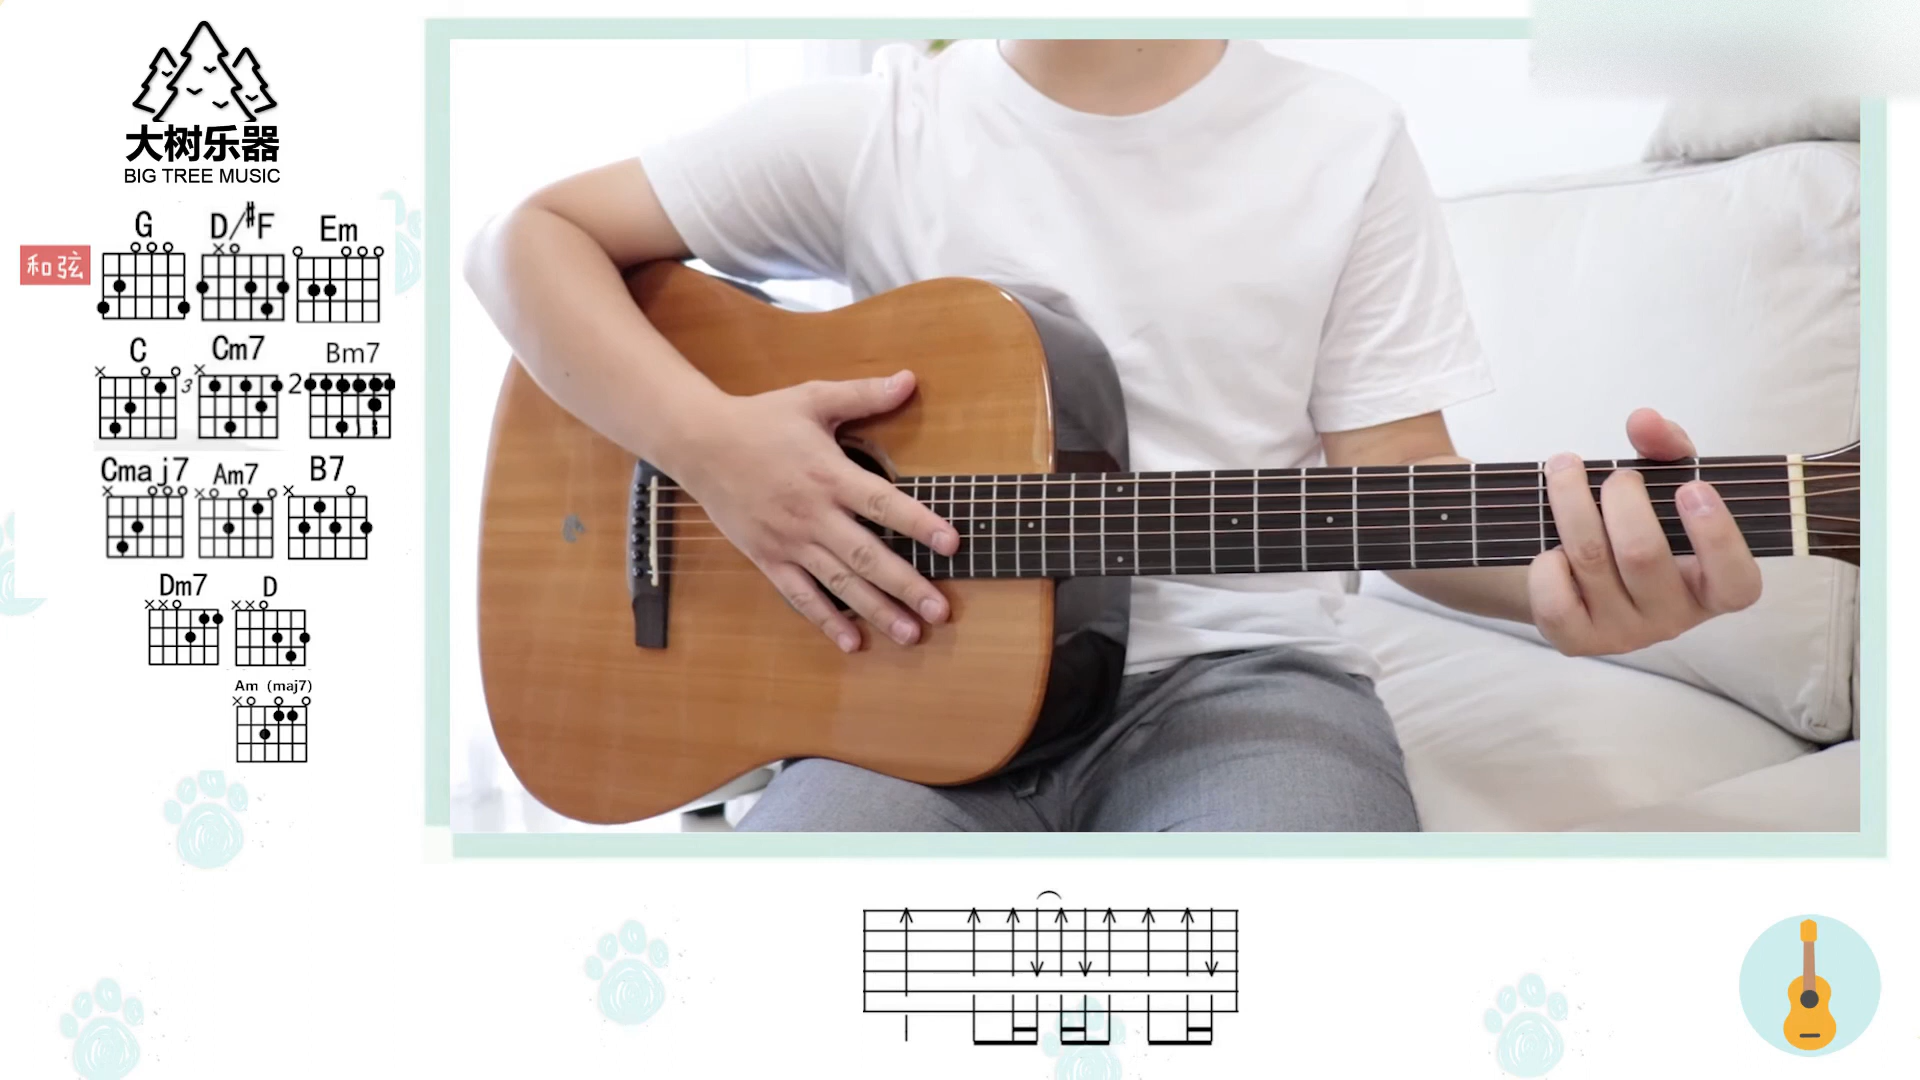 大树乐器
BIG TREE MUSIC
和弦
G D/#F Em
C Cm7 Bm7
3 2
Cmaj7 Am7 B7
Dm7 D
Am (maj7)